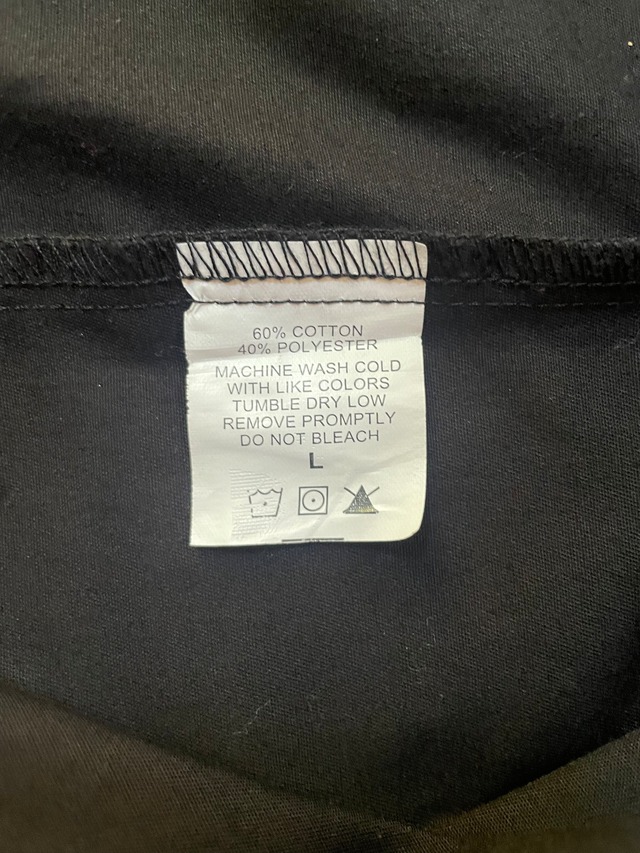 60% COTTON
40% POLYESTER
MACHINE WASH COLD
WITH LIKE COLORS
TUMBLE DRY LOW
REMOVE PROMPTLY
DO NOT BLEACH
L